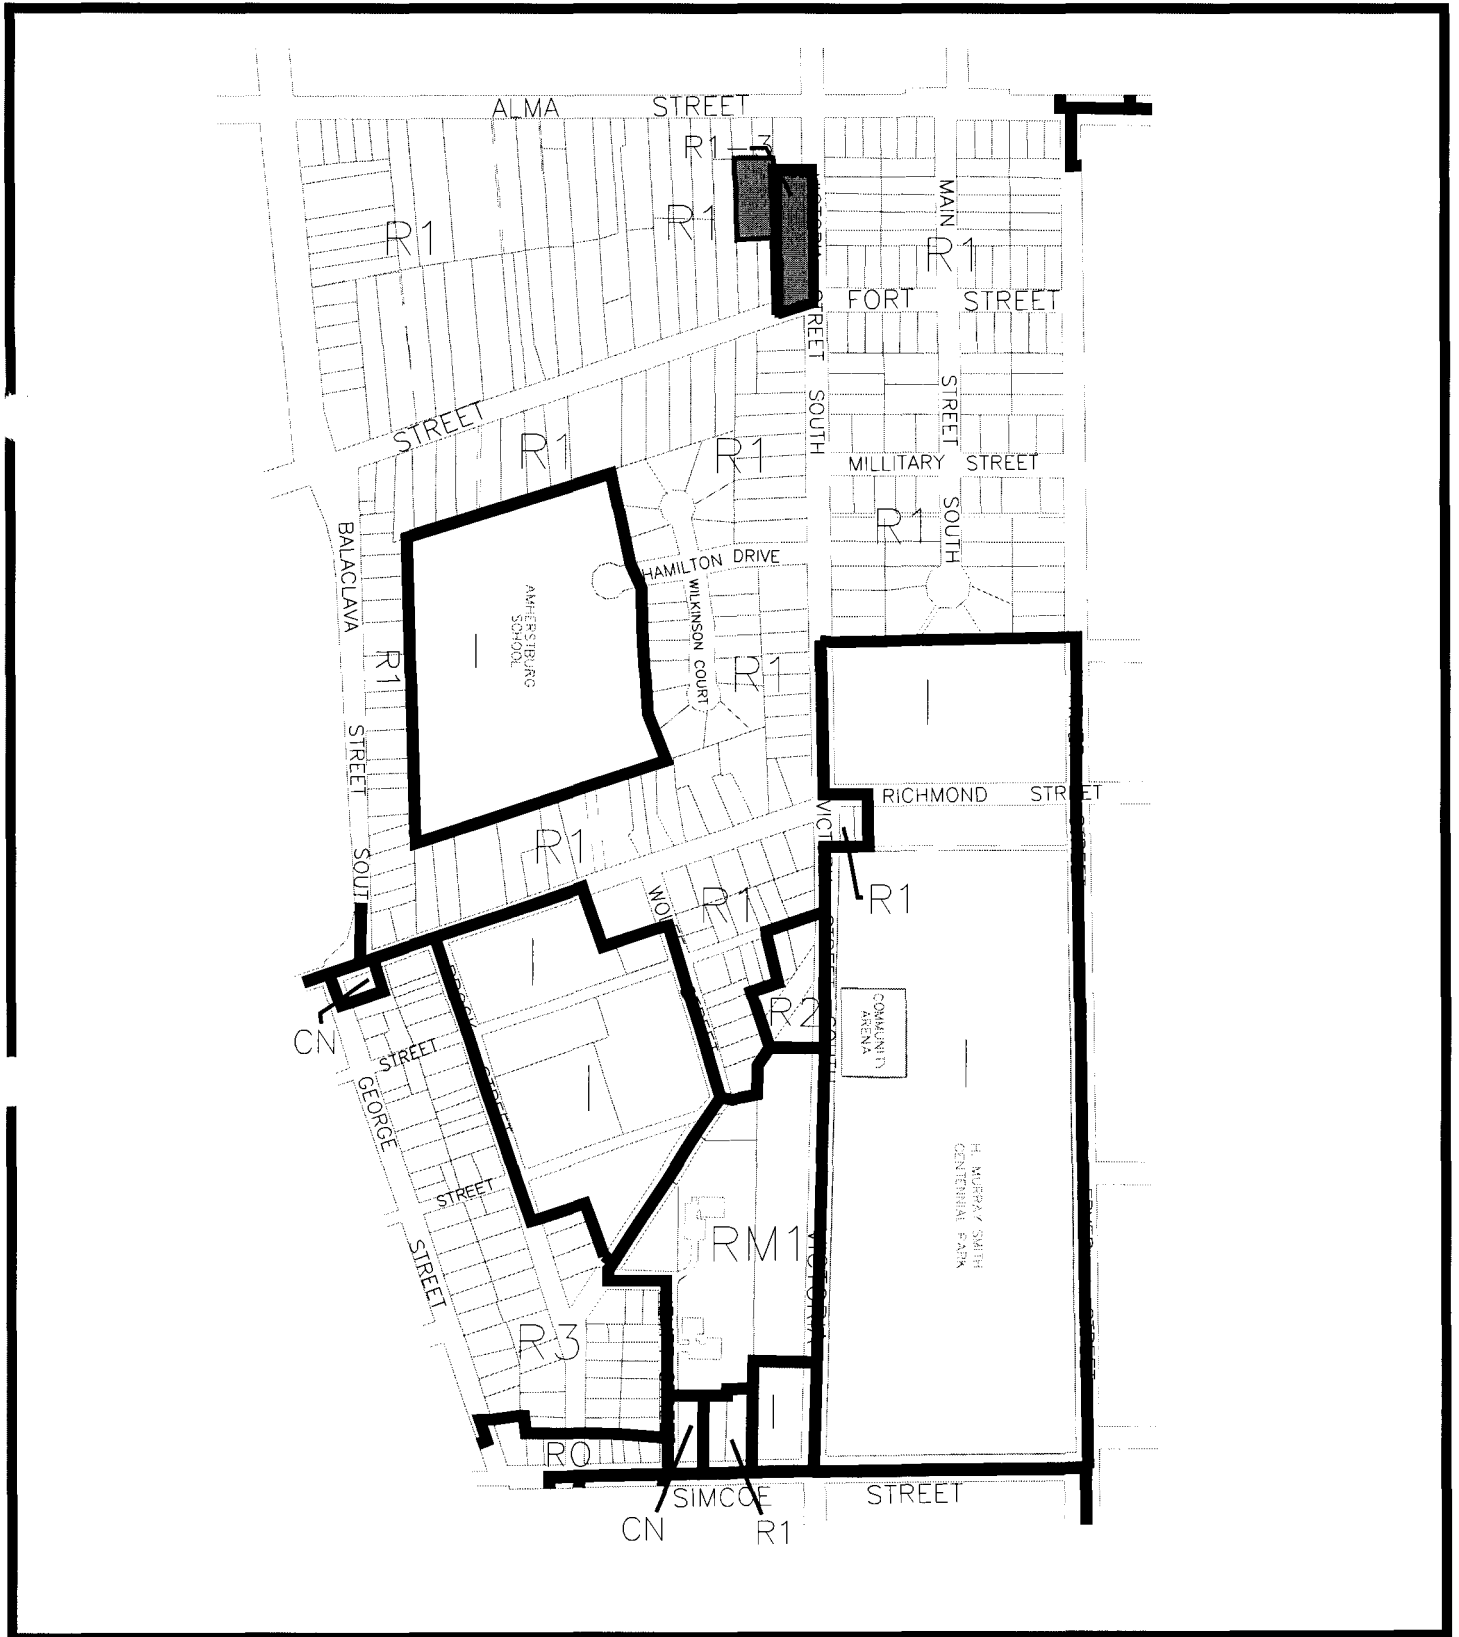 ALMA STREET
R1-3
MAIN
R1
R1
R1
FORT STREET
STREET
STREET
STREET
SOUTH
SOUTH
R1
R1
MILLITARY STREET
R1
BALACLAVA
HAMILTON DRIVE
AMHERSTBURG
SCHOOL
WILKINSON COURT
R1
R1
I
I
STREET
RICHMOND STREET
R1
R1
R1
I
R2
COMMUNITY
ARENA
I
CN
STREET
I
GEORGE
STREET
H. MURRAY SMITH
CENTENNIAL PARK
RM1
STREET
VICTORIA
R3
I
RO
SIMCOE STREET
CN
R1